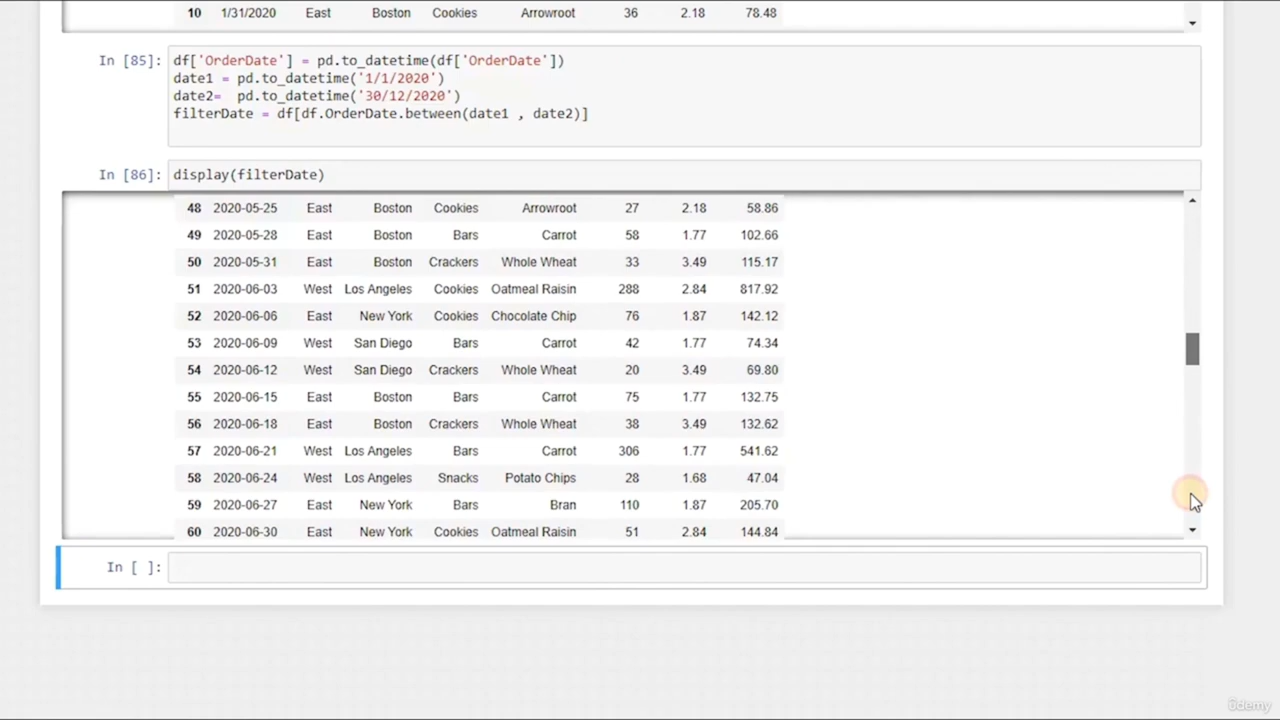 10 1/31/2020 East Boston Cookies Arrowroot 36 2.18 78.48
In [85]: df['OrderDate'] = pd.to_datetime(df['OrderDate'])
date1 = pd.to_datetime('1/1/2020')
date2=  pd.to_datetime('30/12/2020')
filterDate = df[df.OrderDate.between(date1 , date2)]
In [86]: display(filterDate)
48 2020-05-25 East Boston Cookies Arrowroot 27 2.18 58.86
49 2020-05-28 East Boston Bars Carrot 58 1.77 102.66
50 2020-05-31 East Boston Crackers Whole Wheat 33 3.49 115.17
51 2020-06-03 West Los Angeles Cookies Oatmeal Raisin 288 2.84 817.92
52 2020-06-06 East New York Cookies Chocolate Chip 76 1.87 142.12
53 2020-06-09 West San Diego Bars Carrot 42 1.77 74.34
54 2020-06-12 West San Diego Crackers Whole Wheat 20 3.49 69.80
55 2020-06-15 East Boston Bars Carrot 75 1.77 132.75
56 2020-06-18 East Boston Crackers Whole Wheat 38 3.49 132.62
57 2020-06-21 West Los Angeles Bars Carrot 306 1.77 541.62
58 2020-06-24 West Los Angeles Snacks Potato Chips 28 1.68 47.04
59 2020-06-27 East New York Bars Bran 110 1.87 205.70
60 2020-06-30 East New York Cookies Oatmeal Raisin 51 2.84 144.84
In [ ]:
ûdemy